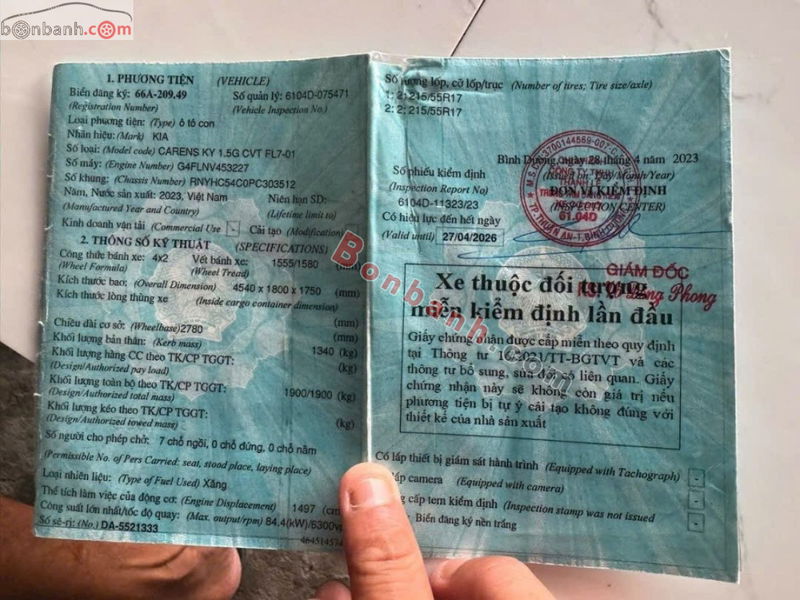 bonbanh.com
1. PHƯƠNG TIỆN (VEHICLE)
Biển đăng ký: 66A-209.49 Số quản lý: 6104D-075471
(Registration Number) (Vehicle Inspection No.)
Loại phương tiện: (Type) ô tô con
Nhãn hiệu: (Mark) KIA
Số loại: (Model code) CARENS KY 1.5G CVT FL7-01
Số máy: (Engine Number) G4FLNV453227
Số khung: (Chassis Number) RNYHC54C0PC303512
Năm, Nước sản xuất: 2023, Việt Nam Niên hạn SD:
(Manufactured Year and Country) (Lifetime limit to)
Kinh doanh vận tải (Commercial Use) - Cải tạo (Modification)
2. THÔNG SỐ KỸ THUẬT (SPECIFICATIONS)
Công thức bánh xe: 4x2 Vết bánh xe: 1555/1580 (mm)
(Wheel Formula) (Wheel Tread)
Kích thước bao: (Overall Dimension) 4540 x 1800 x 1750 (mm)
Kích thước lòng thùng xe (Inside cargo container dimension)
(mm)
Chiều dài cơ sở: (Wheelbase) 2780 (mm)
Khối lượng bản thân: (Kerb mass) 1340 (kg)
Khối lượng hàng CC theo TK/CP TGGT:
(Design/Authorized pay load) (kg)
Khối lượng toàn bộ theo TK/CP TGGT:
(Design/Authorized total mass) 1900/1900 (kg)
Khối lượng kéo theo TK/CP TGGT:
(Design/Authorized towed mass) (kg)
Số người cho phép chở: 7 chỗ ngồi, 0 chỗ đứng, 0 chỗ nằm
(Permissible No. of Pers Carried: seat, stood place, laying place)
Loại nhiên liệu: (Type of Fuel Used) Xăng
Thể tích làm việc của động cơ: (Engine Displacement) 1497 (cm
Công suất lớn nhất/tốc độ quay: (Max. output/rpm) 84.4(kW)/6300v
Số sê-ri: (No.) DA-5521333
Số lượng lốp, cỡ lốp/trục (Number of tires; Tire size/axle)
1: 2; 215/55R17
2: 2; 215/55R17
Bình Dương, ngày 28 tháng 4 năm 2023
Số phiếu kiểm định (Issued on: Day/Month/Year)
(Inspection Report No) ĐƠN VỊ KIỂM ĐỊNH
6104D-11323/23 (INSPECTION CENTER)
61.04D
Có hiệu lực đến hết ngày
(Valid until) 27/04/2026
GIÁM ĐỐC
Phong
Xe thuộc đối tượng
miễn kiểm định lần đầu
Giấy chứng nhận được cấp miễn theo quy định
tại Thông tư /2021/TT-BGTVT và các
thông tư bổ sung, sửa đổi có liên quan. Giấy
chứng nhận này sẽ không còn giá trị nếu
phương tiện bị tự ý cải tạo không đúng với
thiết kế của nhà sản xuất
Có lắp thiết bị giám sát hành trình (Equipped with Tachograph) -
lắp camera (Equipped with camera) -
cấp tem kiểm định (Inspection stamp was not issued -
Biển đăng ký nền trắng
Bonbanh.com